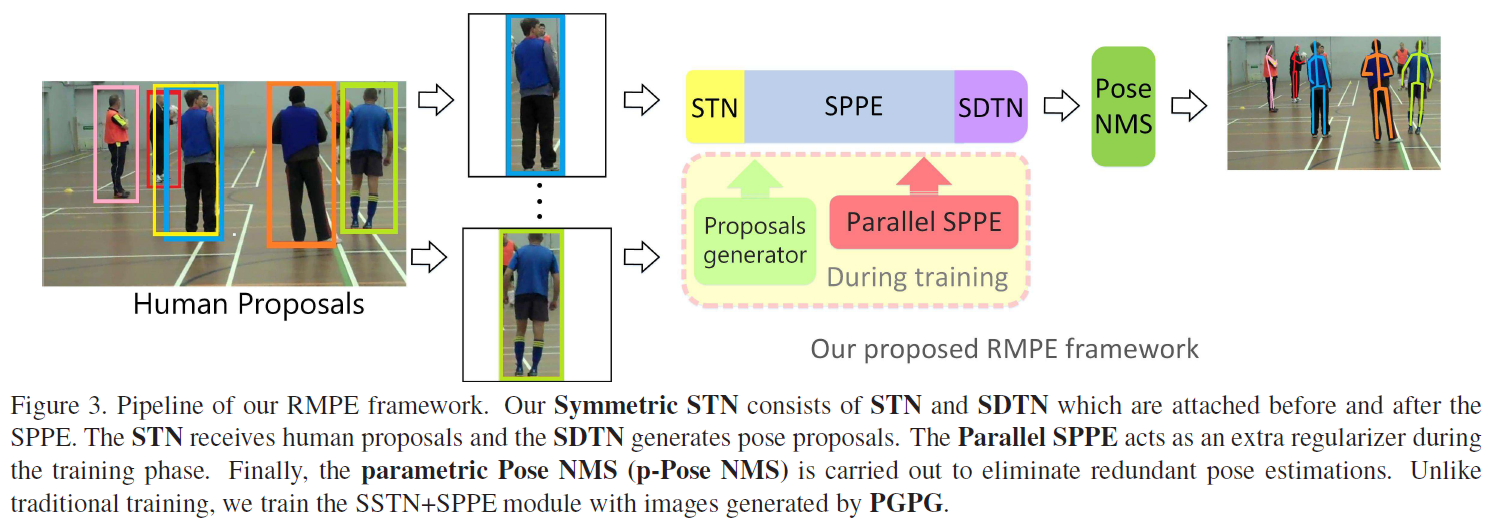 Human Proposals
STN
SPPE
SDTN
Pose
NMS
Proposals
generator
Parallel SPPE
During training
Our proposed RMPE framework
Figure 3. Pipeline of our RMPE framework. Our Symmetric STN consists of STN and SDTN which are attached before and after the
SPPE. The STN receives human proposals and the SDTN generates pose proposals. The Parallel SPPE acts as an extra regularizer during
the training phase. Finally, the parametric Pose NMS (p-Pose NMS) is carried out to eliminate redundant pose estimations. Unlike
traditional training, we train the SSTN+SPPE module with images generated by PGPG.